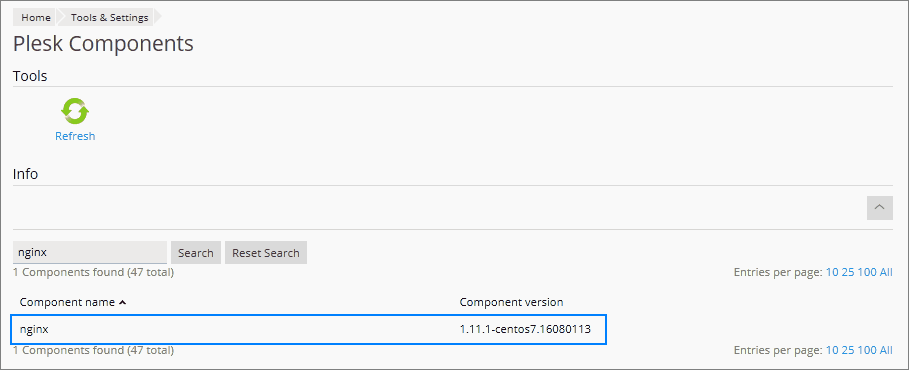 Home Tools & Settings
Plesk Components
Tools
Refresh
Info
nginx Search Reset Search
1 Components found (47 total) Entries per page: 10 25 100 All
Component name Component version
nginx 1.11.1-centos7.16080113
1 Components found (47 total) Entries per page: 10 25 100 All